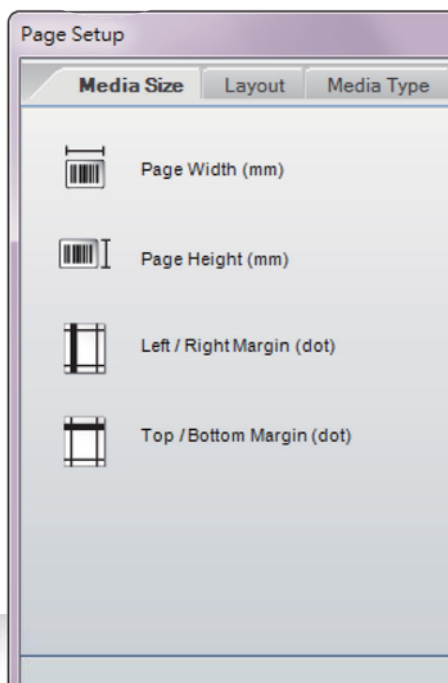 Page Setup
Media Size Layout Media Type
Page Width (mm)
Page Height (mm)
Left / Right Margin (dot)
Top / Bottom Margin (dot)